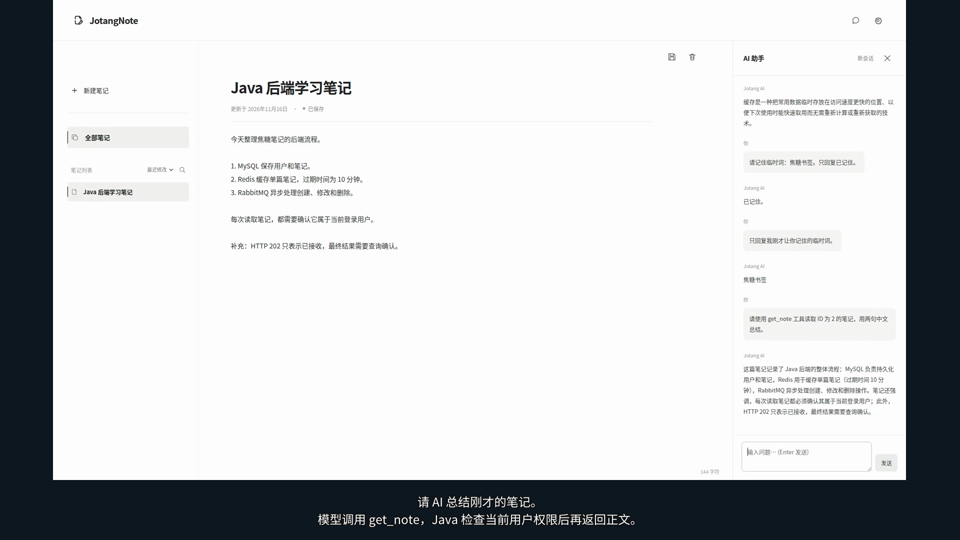 JotangNote
新建笔记
全部笔记
笔记列表
最近修改
Java 后端学习笔记
Java 后端学习笔记
更新于 2026年11月16日 · 已保存
今天整理焦糖笔记的后端流程。
1. MySQL 保存用户和笔记。
2. Redis 缓存单篇笔记，过期时间为 10 分钟。
3. RabbitMQ 异步处理创建、修改和删除。
每次读取笔记，都需要确认它属于当前登录用户。
补充：HTTP 202 只表示已接收，最终结果需要查询确认。
144 字符
AI 助手
新会话
Jotang AI
缓存是一种把常用数据临时存放在访问速度更快的位置、以
便下次使用时能快速取用而无需重新计算或重新获取的技
术。
你
请记住临时词：焦糖书签。只回复已记住。
Jotang AI
已记住。
你
只回复我刚才让你记住的临时词。
Jotang AI
焦糖书签
你
请使用 get_note 工具读取 ID 为 2 的笔记，用两句中文
总结。
Jotang AI
这篇笔记记录了 Java 后端的整体流程：MySQL 负责持久化
用户和笔记，Redis 用于缓存单篇笔记（过期时间 10 分
钟），RabbitMQ 异步处理创建、修改和删除操作。笔记还强
调，每次读取笔记都必须确认其属于当前登录用户；此外，
HTTP 202 只表示已接收，最终结果需要查询确认。
输入问题… (Enter 发送)
发送
请 AI 总结刚才的笔记。
模型调用 get_note，Java 检查当前用户权限后再返回正文。